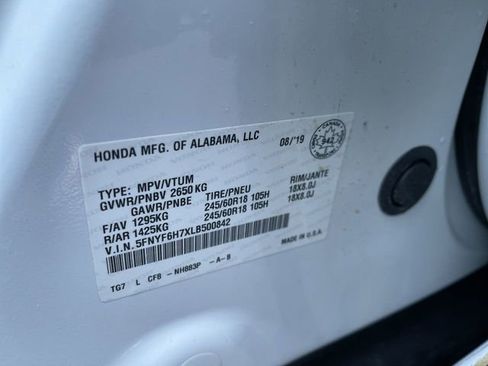 HONDA MFG. OF ALABAMA, LLC 08/'19
CANADA
TYPE: MPV/VTUM
GVWR/PNBV 2650 KG
GAWR/PNBE TIRE/PNEU RIM/JANTE
F/AV 1295KG 245/60R18 105H 18X8.0J
R/AR 1425KG 245/60R18 105H 18X8.0J
V.I.N. 5FNYF6H7XLB500842
MADE IN U.S.A.
TG7 L CFB - NH883P - A - B